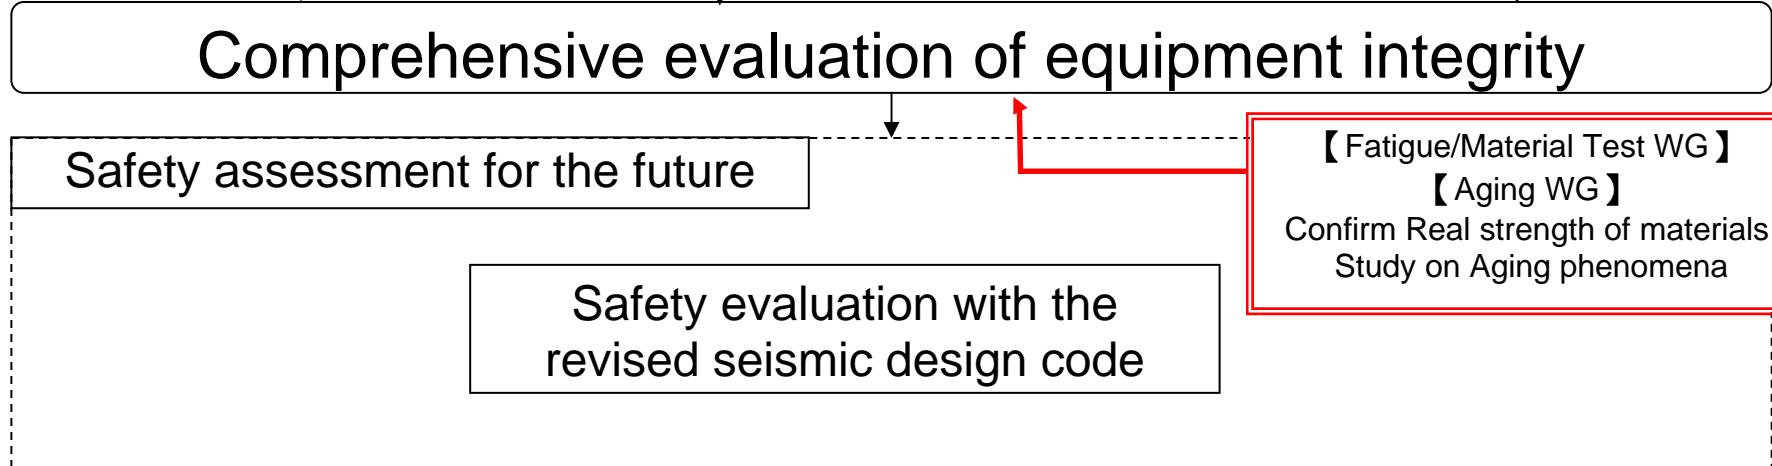 Comprehensive evaluation of equipment integrity
Safety assessment for the future
【Fatigue/Material Test WG】
【Aging WG】
Confirm Real strength of materials
Study on Aging phenomena
Safety evaluation with the
revised seismic design code